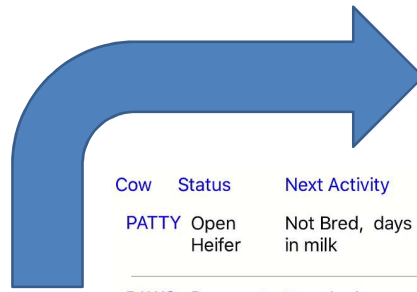 Cow Status Next Activity
PATTY Open Not Bred, days
Heifer in milk